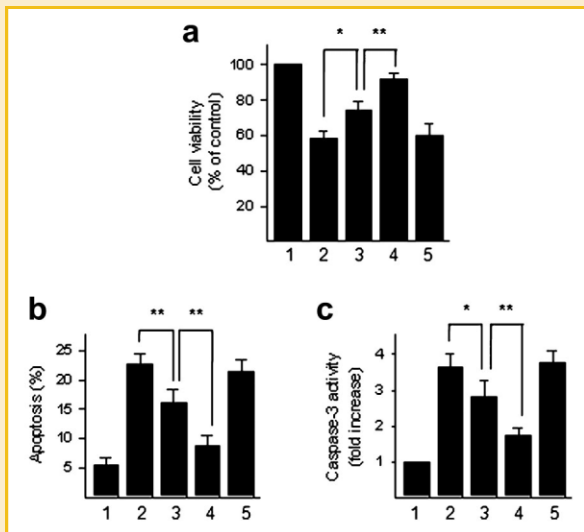 a
* **
Cell viability
(% of control)
100
80
60
40
20
1 2 3 4 5
b
** **
Apoptosis (%)
25
20
15
10
5
1 2 3 4 5
c
* **
Caspase-3 activity
(fold increase)
4
3
2
1
1 2 3 4 5